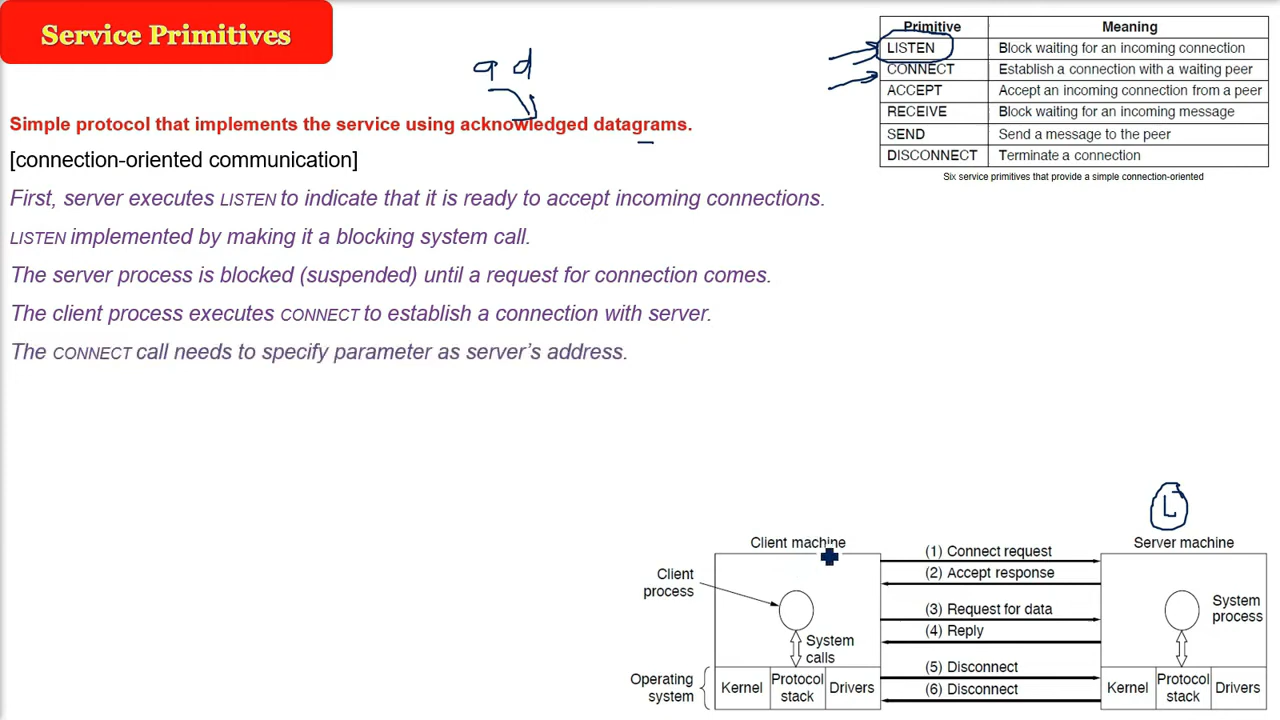 Service Primitives
a d
Simple protocol that implements the service using acknowledged datagrams.
[connection-oriented communication]
First, server executes LISTEN to indicate that it is ready to accept incoming connections.
LISTEN implemented by making it a blocking system call.
The server process is blocked (suspended) until a request for connection comes.
The client process executes CONNECT to establish a connection with server.
The CONNECT call needs to specify parameter as server's address.
Primitive Meaning
LISTEN Block waiting for an incoming connection
CONNECT Establish a connection with a waiting peer
ACCEPT Accept an incoming connection from a peer
RECEIVE Block waiting for an incoming message
SEND Send a message to the peer
DISCONNECT Terminate a connection
Six service primitives that provide a simple connection-oriented
L
Client machine
Server machine
(1) Connect request
(2) Accept response
Client
process
(3) Request for data
(4) Reply
System
process
System
calls
(5) Disconnect
(6) Disconnect
Operating
system
Kernel
Protocol
stack
Drivers
Kernel
Protocol
stack
Drivers